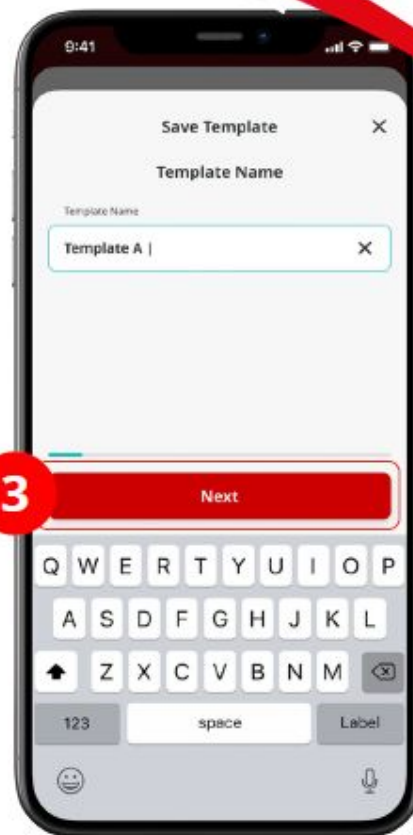 9:41
Save Template
Template Name
Template Name
Template A
3
Next
Q W E R T Y U I O P
A S D F G H J K L
Z X C V B N M
123 space Label